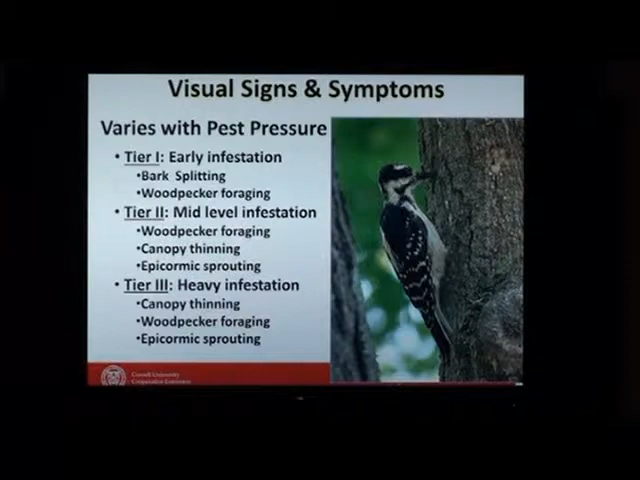 Visual Signs & Symptoms
Varies with Pest Pressure
• Tier I: Early infestation
•Bark Splitting
•Woodpecker foraging
• Tier II: Mid level infestation
•Woodpecker foraging
•Canopy thinning
•Epicormic sprouting
• Tier III: Heavy infestation
•Canopy thinning
•Woodpecker foraging
•Epicormic sprouting
Cornell University
Cooperative Extension